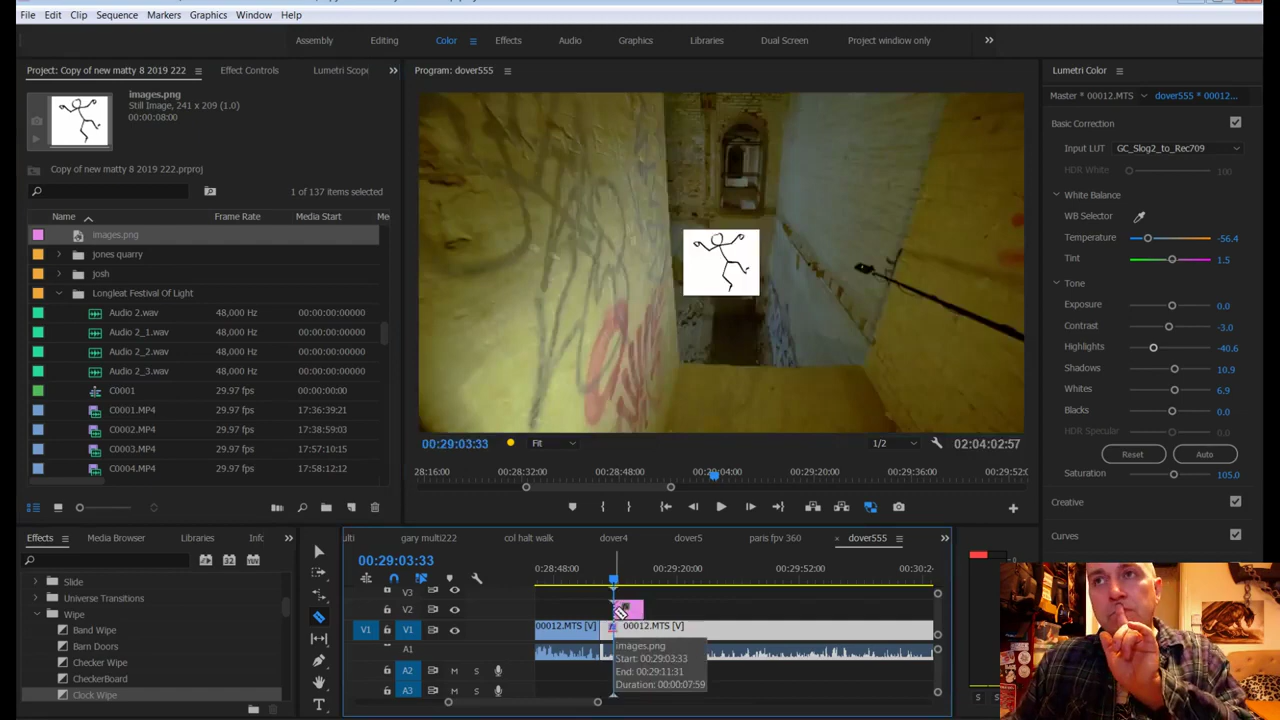 File Edit Clip Sequence Markers Graphics Window Help
Assembly Editing Color Effects Audio Graphics Libraries Dual Screen Project window only
Project: Copy of new matty 8 2019 222 Effect Controls Lumetri Scop
images.png
Still Image, 241 x 209 (1.0)
00:00:08:00
Copy of new matty 8 2019 222.prproj
1 of 137 items selected
Name Frame Rate Media Start Me
images.png
jones quarry
josh
Longleat Festival Of Light
Audio 2.wav 48,000 Hz 00:00:00:00000
Audio 2_1.wav 48,000 Hz 00:00:00:00000
Audio 2_2.wav 48,000 Hz 00:00:00:00000
Audio 2_3.wav 48,000 Hz 00:00:00:00000
C0001 29.97 fps 00:00:00:00
C0001.MP4 29.97 fps 17:36:39:21
C0002.MP4 29.97 fps 17:38:59:03
C0003.MP4 29.97 fps 17:57:10:15
C0004.MP4 29.97 fps 17:58:12:12
Program: dover555
00:29:03:33 Fit 1/2 02:04:02:57
28:16:00 00:28:32:00 00:28:48:00 00:29:04:00 00:29:20:00 00:29:36:00 00:29:52:0
Lumetri Color
Master * 00012.MTS dover555 * 00012...
Basic Correction
Input LUT GC_Slog2_to_Rec709
HDR White 100
White Balance
WB Selector
Temperature -56.4
Tint 1.5
Tone
Exposure 0.0
Contrast -3.0
Highlights -40.6
Shadows 10.9
Whites 6.9
Blacks 0.0
HDR Specular 0.0
Reset Auto
Saturation 105.0
Creative
Curves
Effects Media Browser Libraries Info
Slide
Universe Transitions
Wipe
Band Wipe
Barn Doors
Checker Wipe
CheckerBoard
Clock Wipe
ulti gary multi222 col halt walk dover4 dover5 paris fpv 360 dover555
00:29:03:33
0:28:48:00 00:29:20:00 00:29:52:00 00:30:2
V3
V2
V1 V1 00012.MTS [V] 00012.MTS [V]
A1
A2 M S
A3 M S
images.png
Start: 00:29:03:33
End: 00:29:11:31
Duration: 00:00:07:59
S S